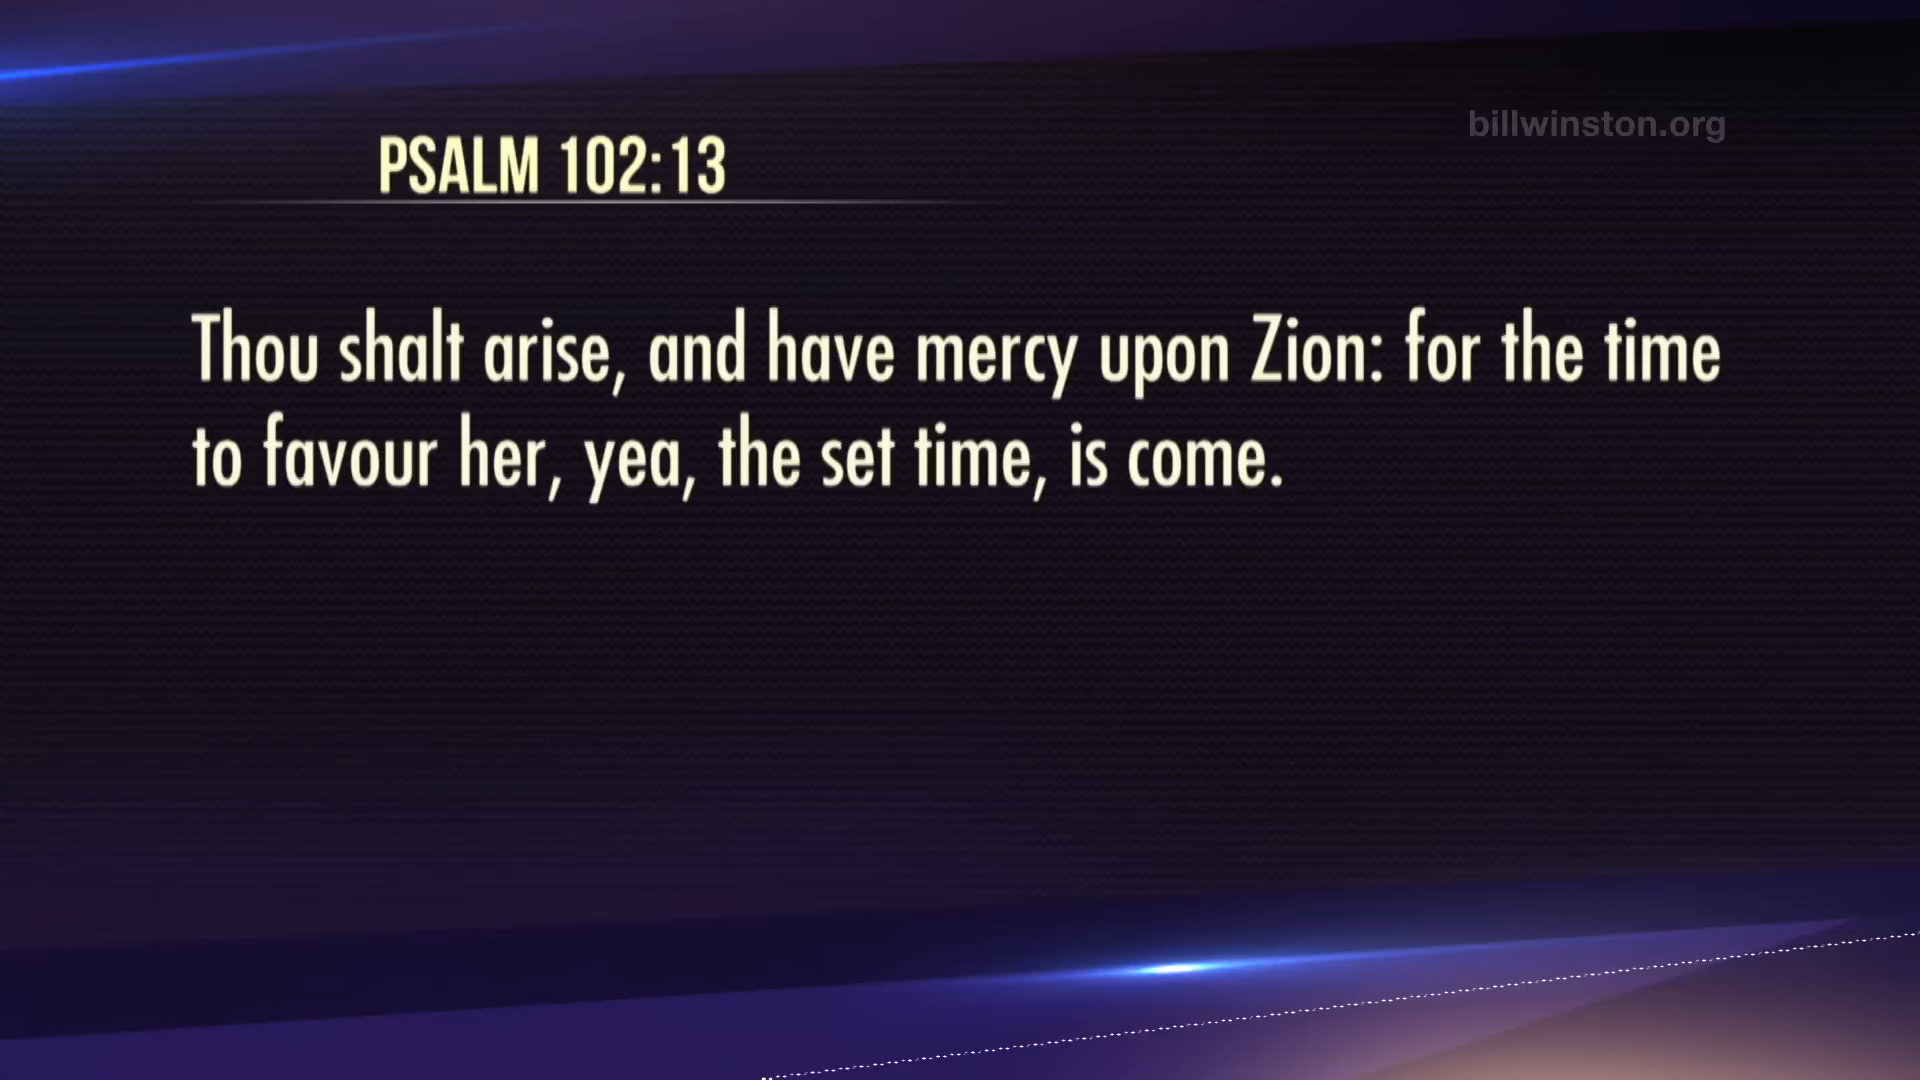 billwinston.org
PSALM 102:13
Thou shalt arise, and have mercy upon Zion: for the time
to favour her, yea, the set time, is come.